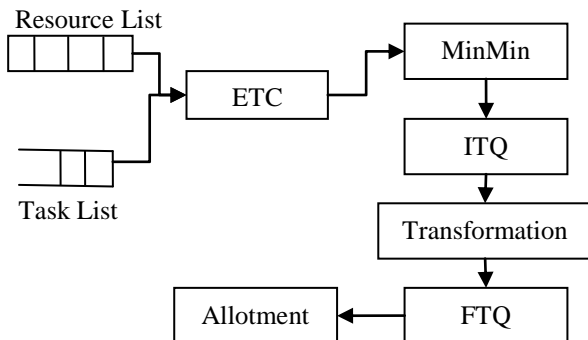 Resource List
MinMin
ETC
ITQ
Task List
Transformation
Allotment
FTQ